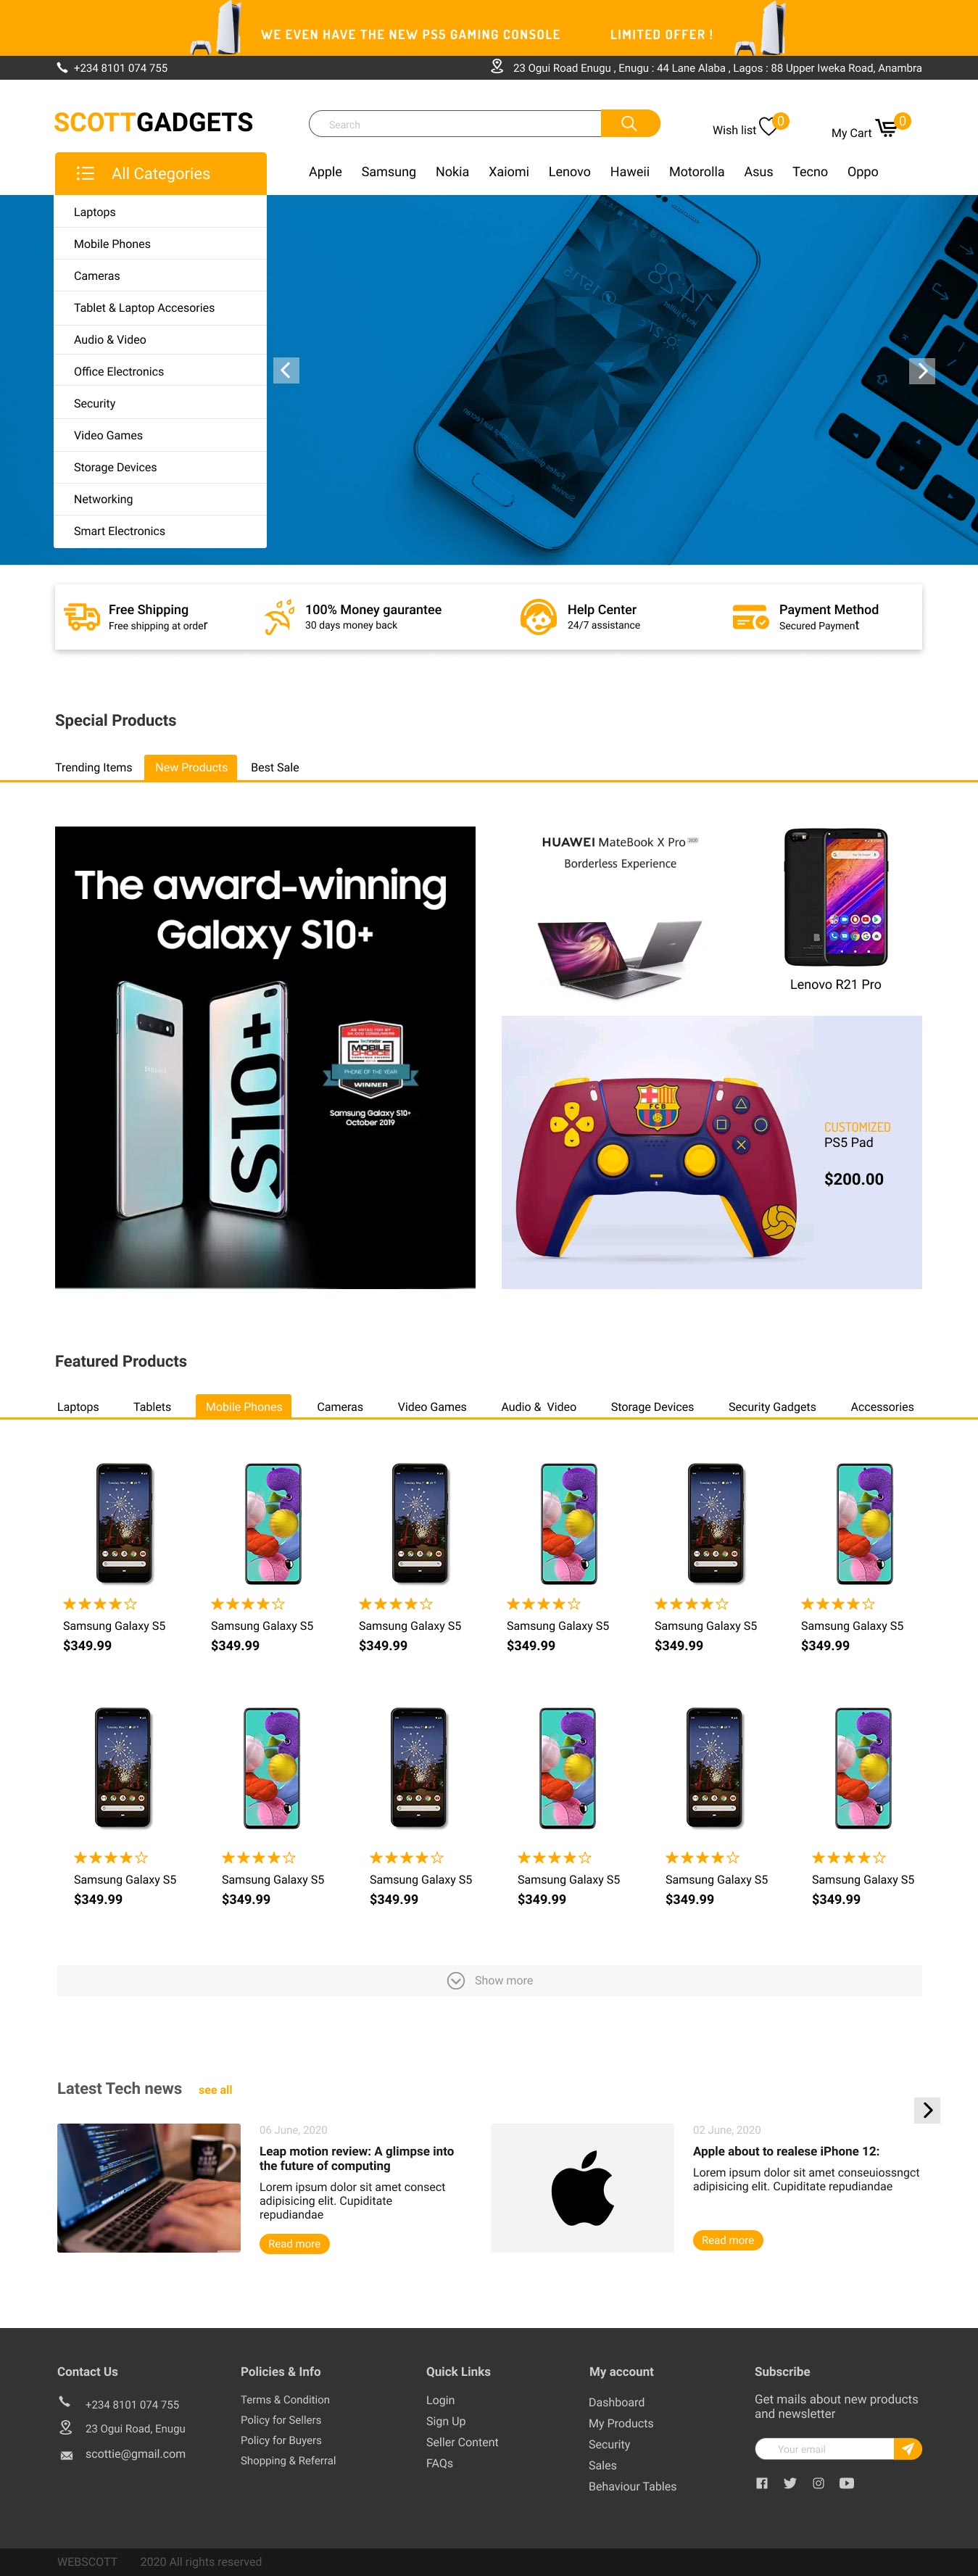 WE EVEN HAVE THE NEW PS5 GAMING CONSOLE LIMITED OFFER !
+234 8101 074 755
23 Ogui Road Enugu , Enugu : 44 Lane Alaba , Lagos : 88 Upper Iweka Road, Anambra
SCOTTGADGETS
Search
Wish list 0
My Cart 0
All Categories
Apple Samsung Nokia Xaiomi Lenovo Haweii Motorolla Asus Tecno Oppo
Laptops
Mobile Phones
Cameras
Tablet & Laptop Accesories
Audio & Video
Office Electronics
Security
Video Games
Storage Devices
Networking
Smart Electronics
14:28
Free Shipping
Free shipping at order
100% Money gaurantee
30 days money back
Help Center
24/7 assistance
Payment Method
Secured Payment
Special Products
Trending Items New Products Best Sale
The award-winning
Galaxy S10+
S10+
MOBILE
CHOICE
PHONE OF THE YEAR
WINNER
Samsung Galaxy S10+
October 2019
HUAWEI MateBook X Pro
Borderless Experience
Lenovo R21 Pro
FCB
CUSTOMIZED
PS5 Pad
$200.00
Featured Products
Laptops Tablets Mobile Phones Cameras Video Games Audio & Video Storage Devices Security Gadgets Accessories
Samsung Galaxy S5 Samsung Galaxy S5 Samsung Galaxy S5 Samsung Galaxy S5 Samsung Galaxy S5 Samsung Galaxy S5
$349.99 $349.99 $349.99 $349.99 $349.99 $349.99
Samsung Galaxy S5 Samsung Galaxy S5 Samsung Galaxy S5 Samsung Galaxy S5 Samsung Galaxy S5 Samsung Galaxy S5
$349.99 $349.99 $349.99 $349.99 $349.99 $349.99
Show more
Latest Tech news see all
06 June, 2020
Leap motion review: A glimpse into
the future of computing
Lorem ipsum dolor sit amet consect
adipisicing elit. Cupiditate
repudiandae
Read more
02 June, 2020
Apple about to realese iPhone 12:
Lorem ipsum dolor sit amet conseuiossngct
adipisicing elit. Cupiditate repudiandae
Read more
Contact Us
+234 8101 074 755
23 Ogui Road, Enugu
scottie@gmail.com
Policies & Info
Terms & Condition
Policy for Sellers
Policy for Buyers
Shopping & Referral
Quick Links
Login
Sign Up
Seller Content
FAQs
My account
Dashboard
My Products
Security
Sales
Behaviour Tables
Subscribe
Get mails about new products
and newsletter
Your email
WEBSCOTT 2020 All rights reserved